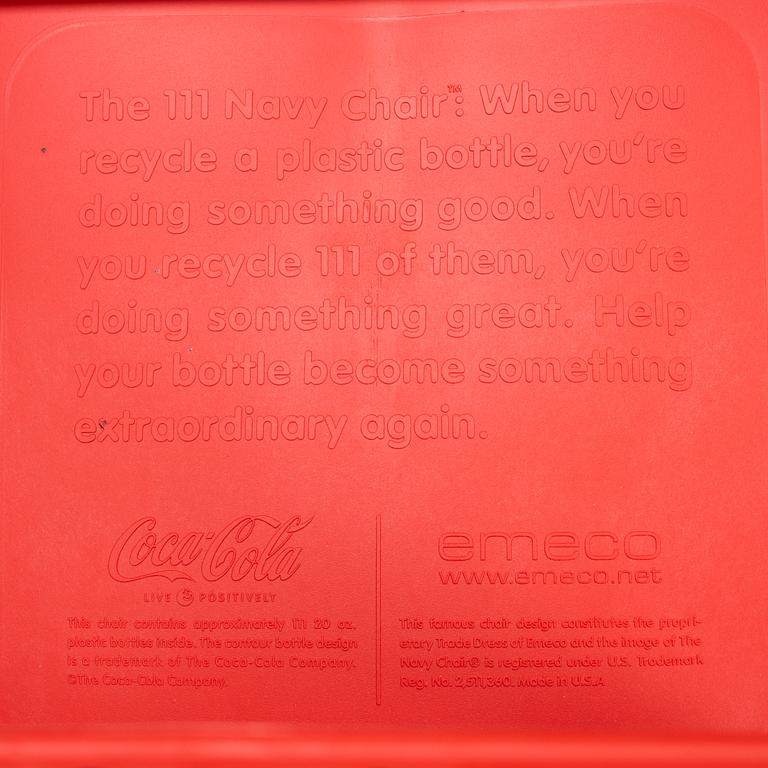 The 111 Navy Chair™: When you
recycle a plastic bottle, you're
doing something good. When
you recycle 111 of them, you're
doing something great. Help
your bottle become something
extraordinary again.
Coca-Cola
LIVE POSITIVELY
This chair contains approximately 111 20 oz.
plastic bottles inside. The contour bottle design
is a trademark of The Coca-Cola Company.
©The Coca-Cola Company.
emeco
www.emeco.net
This famous chair design constitutes the propri-
etary Trade Dress of Emeco and the image of The
Navy Chair® is registered under U.S. Trademark
Reg. No. 2,511,360. Made in U.S.A